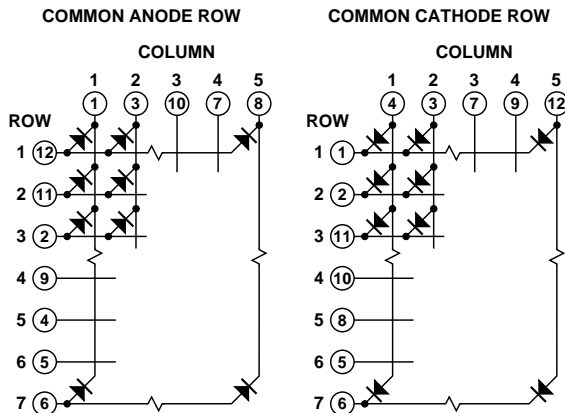 COMMON ANODE ROW COMMON CATHODE ROW
COLUMN COLUMN
1 2 3 4 5 1 2 3 4 5
1 3 10 7 8 4 3 7 9 12
ROW ROW
1 12 1 1
2 11 2 2
3 2 3 11
4 9 4 10
5 4 5 8
6 5 6 5
7 6 7 6